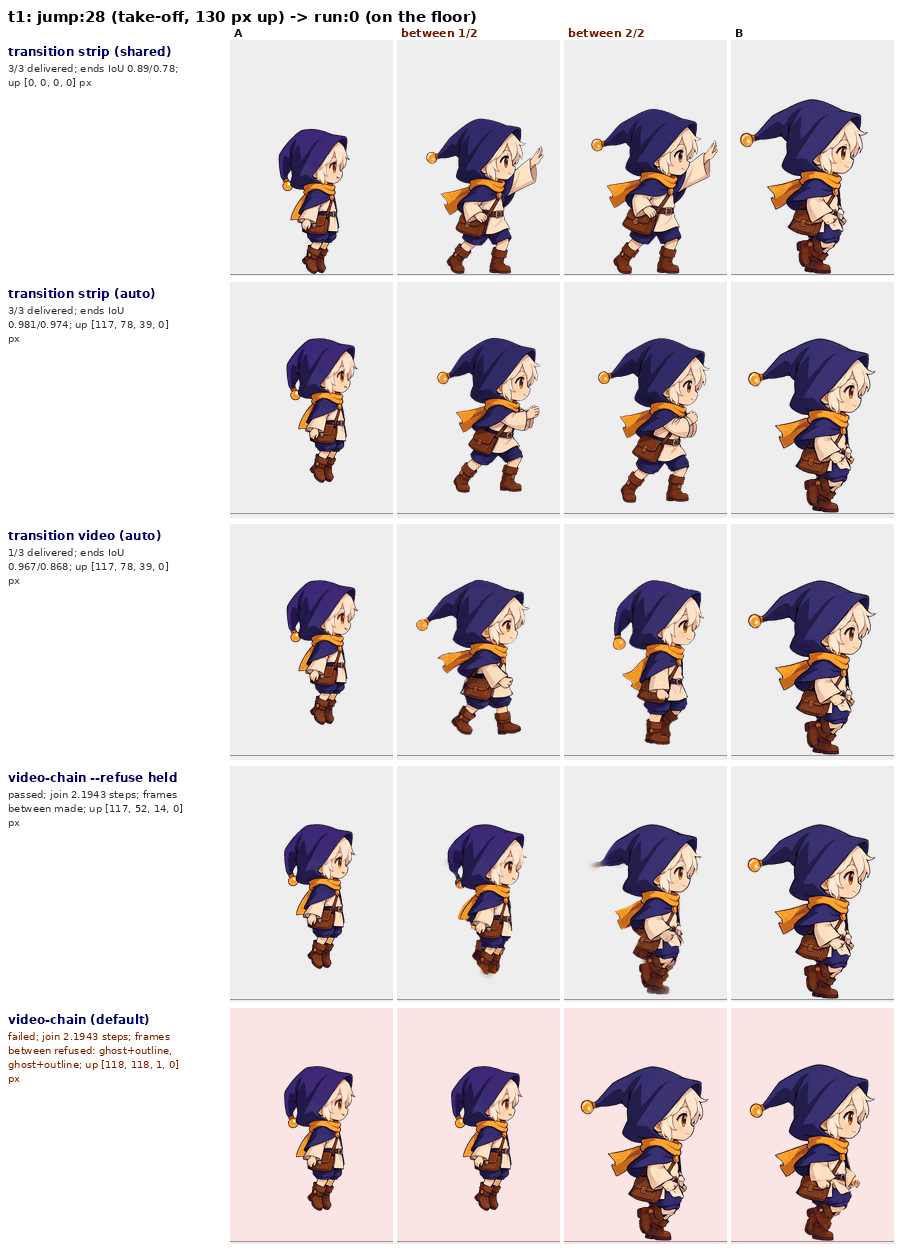 t1: jump:28 (take-off, 130 px up) -> run:0 (on the floor)
A
between 1/2
between 2/2
B
transition strip (shared)
3/3 delivered; ends IoU 0.89/0.78;
up [0, 0, 0, 0] px
transition strip (auto)
3/3 delivered; ends IoU
0.981/0.974; up [117, 78, 39, 0]
px
transition video (auto)
1/3 delivered; ends IoU
0.967/0.868; up [117, 78, 39, 0]
px
video-chain --refuse held
passed; join 2.1943 steps; frames
between made; up [117, 52, 14, 0]
px
video-chain (default)
failed; join 2.1943 steps; frames
between refused: ghost+outline,
ghost+outline; up [118, 118, 1, 0]
px